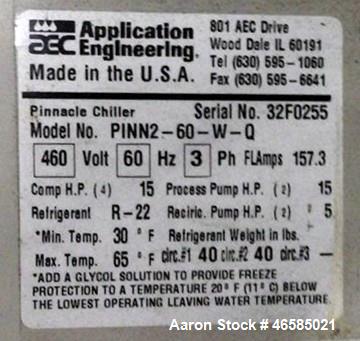 AEC Application Engineering® 801 AEC Drive
Wood Dale IL 60191
Made in the U.S.A. Tel (630) 595-1060
Fax (630) 595-6641
Pinnacle Chiller Serial No. 32F0255
Model No. PINN2-60-W-Q
460 Volt 60 Hz 3 Ph FLAmps 157.3
Comp H.P. (4) 15 Process Pump H.P. (2) 15
Refrigerant R-22 Reciric. Pump H.P. (2) 5
*Min. Temp. 30 ° F Refrigerant Weight in lbs.
Max. Temp. 65 ° F circ.#1 40 circ.#2 40 circ.#3 —
*ADD A GLYCOL SOLUTION TO PROVIDE FREEZE
PROTECTION TO A TEMPERATURE 20° F (11° C) BELOW
THE LOWEST OPERATING LEAVING WATER TEMPERATURE.
Aaron Stock # 46585021